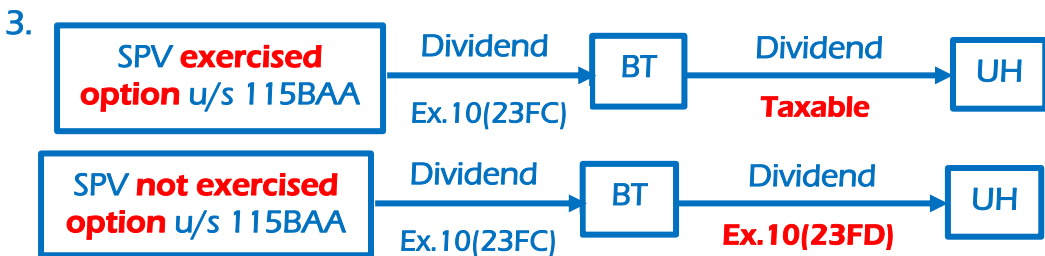 3.
SPV exercised
option u/s 115BAA
Dividend
Ex.10(23FC)
BT
Dividend
Taxable
UH
SPV not exercised
option u/s 115BAA
Dividend
Ex.10(23FC)
BT
Dividend
Ex.10(23FD)
UH